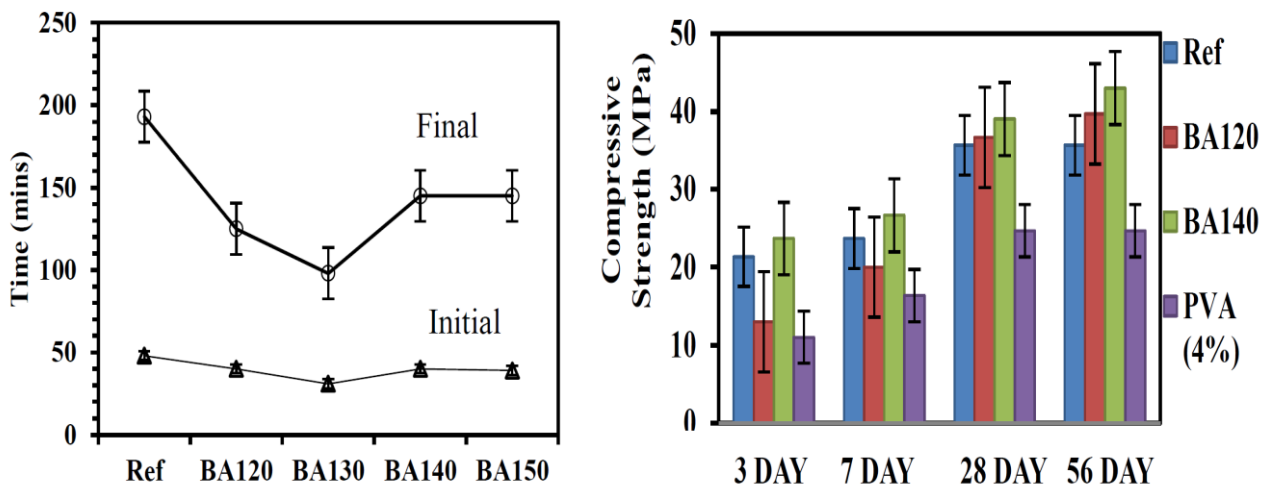 250
200
150
100
50
0
Time (mins)
Final
Initial
Ref BA120 BA130 BA140 BA150
50
40
30
20
10
0
Compressive
Strength (MPa)
3 DAY 7 DAY 28 DAY 56 DAY
Ref
BA120
BA140
PVA
(4%)